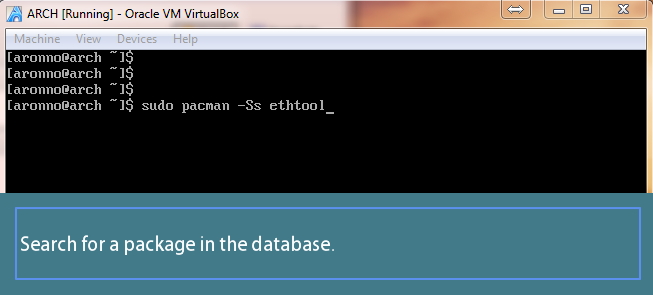 ARCH [Running] - Oracle VM VirtualBox
Machine View Devices Help
[aronno@arch ~]$
[aronno@arch ~]$
[aronno@arch ~]$
[aronno@arch ~]$ sudo pacman -Ss ethtool_
Search for a package in the database.